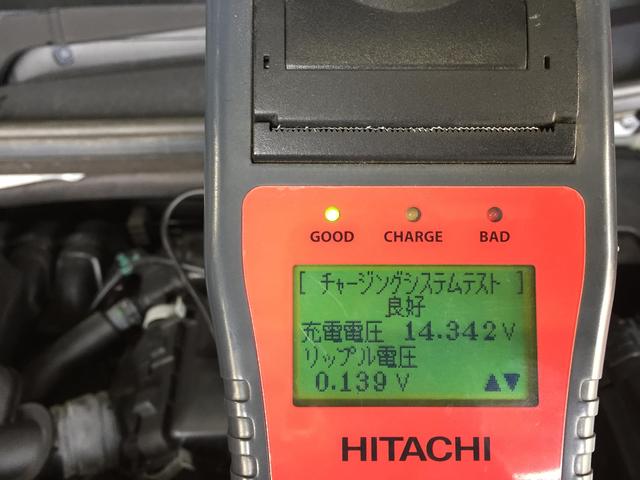 GOOD CHARGE BAD
[ チャージングシステムテスト ]
良好
充電電圧 14.342V
リップル電圧
0.139 V ▲▼
HITACHI